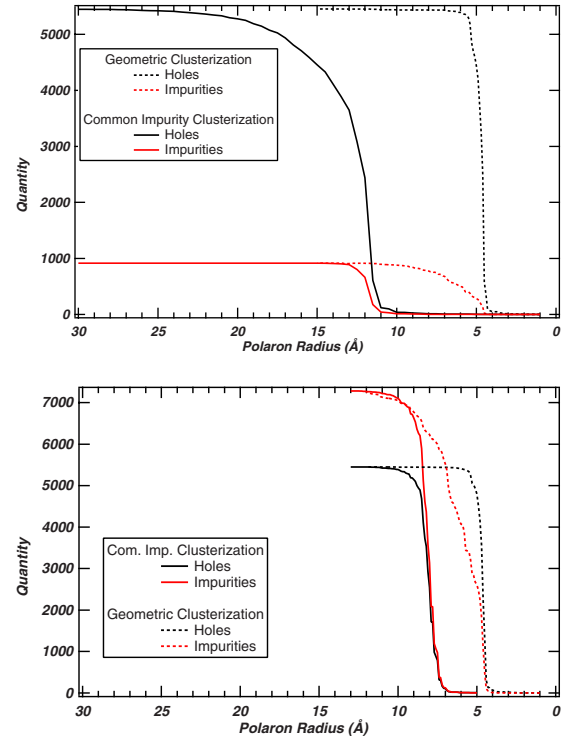 5000
4000
3000
2000
1000
0
Quantity
Geometric Clusterization
Holes
Impurities
Common Impurity Clusterization
Holes
Impurities
30 25 20 15 10 5 0
Polaron Radius (Å)
7000
6000
5000
4000
3000
2000
1000
0
Quantity
Com. Imp. Clusterization
Holes
Impurities
Geometric Clusterization
Holes
Impurities
30 25 20 15 10 5 0
Polaron Radius (Å)